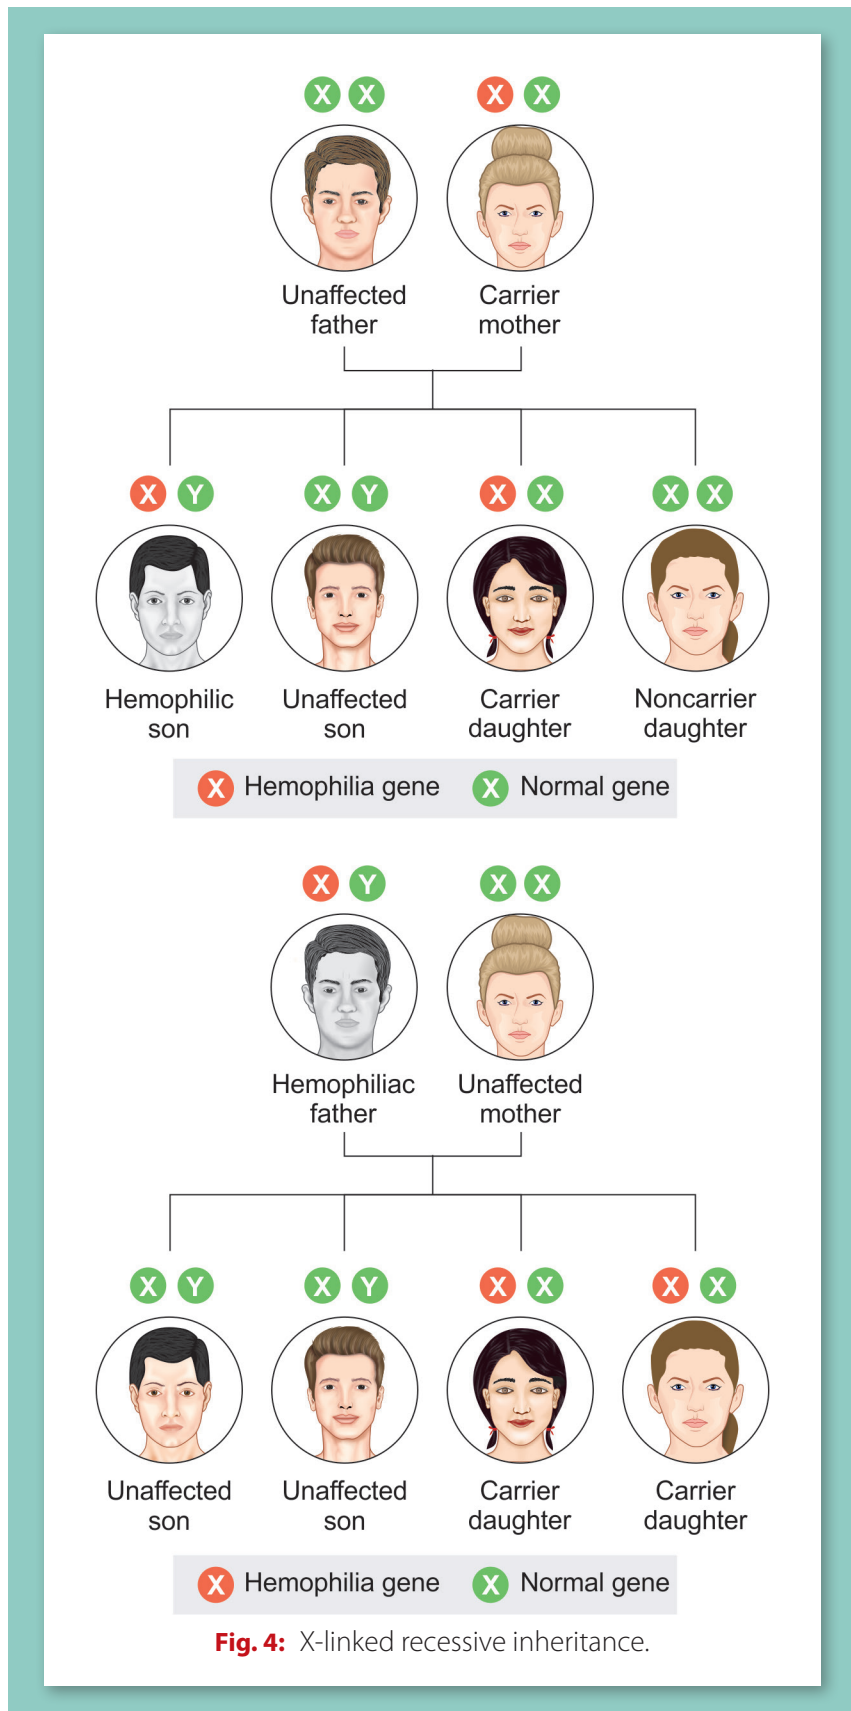 X X X X
Unaffected father
Carrier mother
X Y X Y X X X X
Hemophilic son
Unaffected son
Carrier daughter
Noncarrier daughter
X Hemophilia gene X Normal gene
X Y X X
Hemophiliac father
Unaffected mother
X Y X Y X X X X
Unaffected son
Unaffected son
Carrier daughter
Carrier daughter
X Hemophilia gene X Normal gene
Fig. 4: X-linked recessive inheritance.